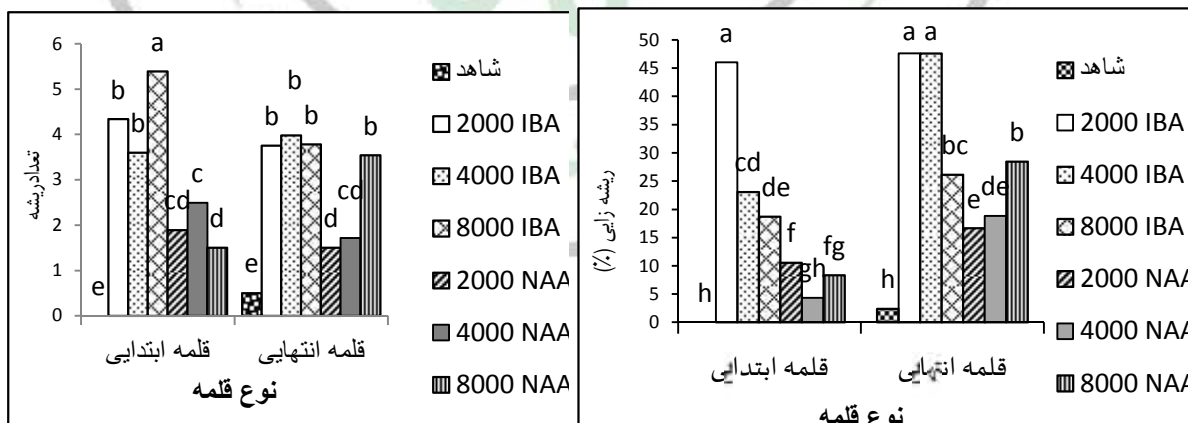 تعدادریشه
6
5
4
3
2
1
0
e
b
b
a
cd
c
d
e
b
b
b
d
cd
b
قلمه ابتدایی
قلمه انتهایی
نوع قلمه
شاهد
2000 IBA
4000 IBA
8000 IBA
2000 NAA
4000 NAA
8000 NAA
ریشه زایی (%)
50
45
40
35
30
25
20
15
10
5
0
h
a
cd
de
f
gh
fg
h
a
a
bc
e
de
b
قلمه ابتدایی
قلمه انتهایی
نوع قلمه
شاهد
2000 IBA
4000 IBA
8000 IBA
2000 NAA
4000 NAA
8000 NAA